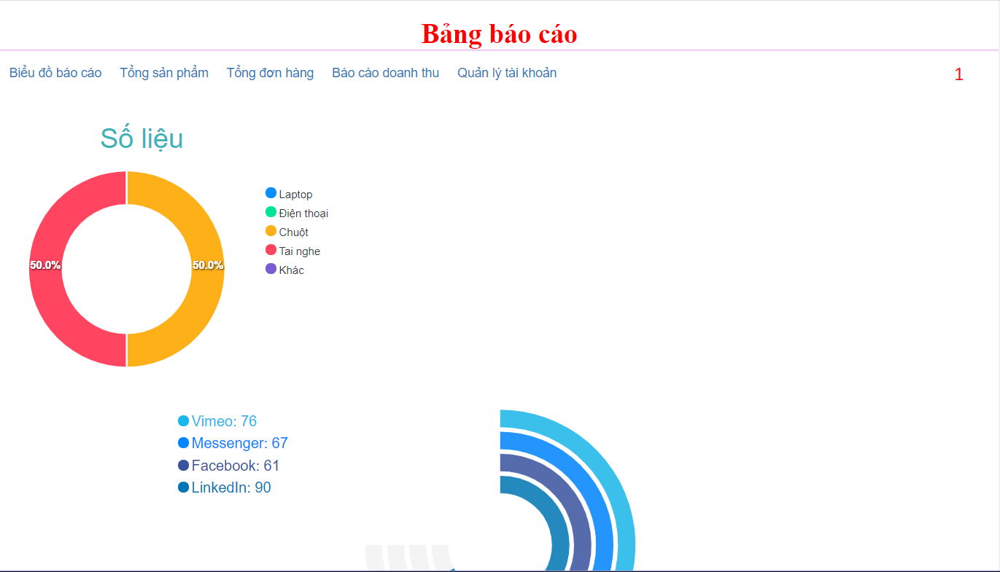 Bảng báo cáo
Biểu đồ báo cáo Tổng sản phẩm Tổng đơn hàng Báo cáo doanh thu Quản lý tài khoản 1
Số liệu
50.0% 50.0%
Laptop
Điện thoại
Chuột
Tai nghe
Khác
Vimeo: 76
Messenger: 67
Facebook: 61
LinkedIn: 90